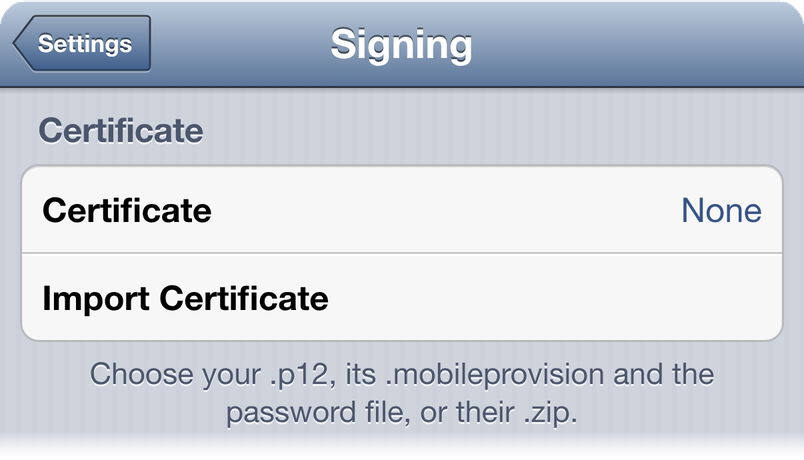 Settings
Signing
Certificate
Certificate None
Import Certificate
Choose your .p12, its .mobileprovision and the
password file, or their .zip.